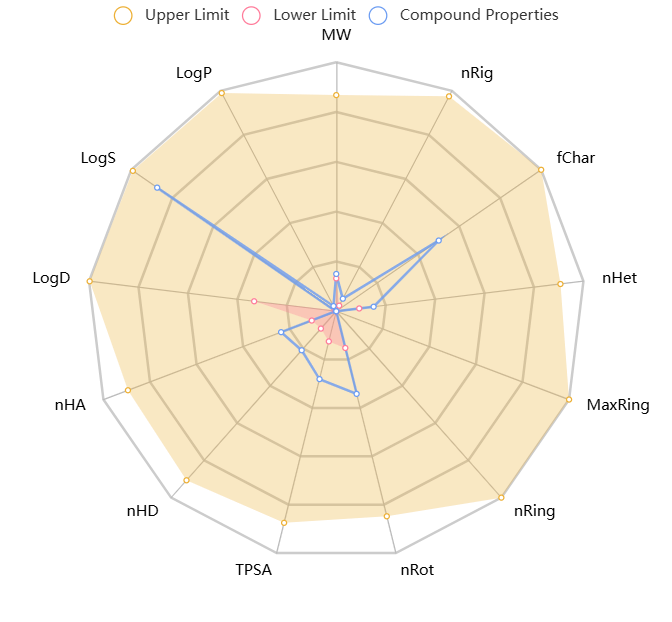 Upper Limit Lower Limit Compound Properties
MW
LogP nRig
LogS fChar
LogD nHet
nHA MaxRing
nHD nRing
TPSA nRot